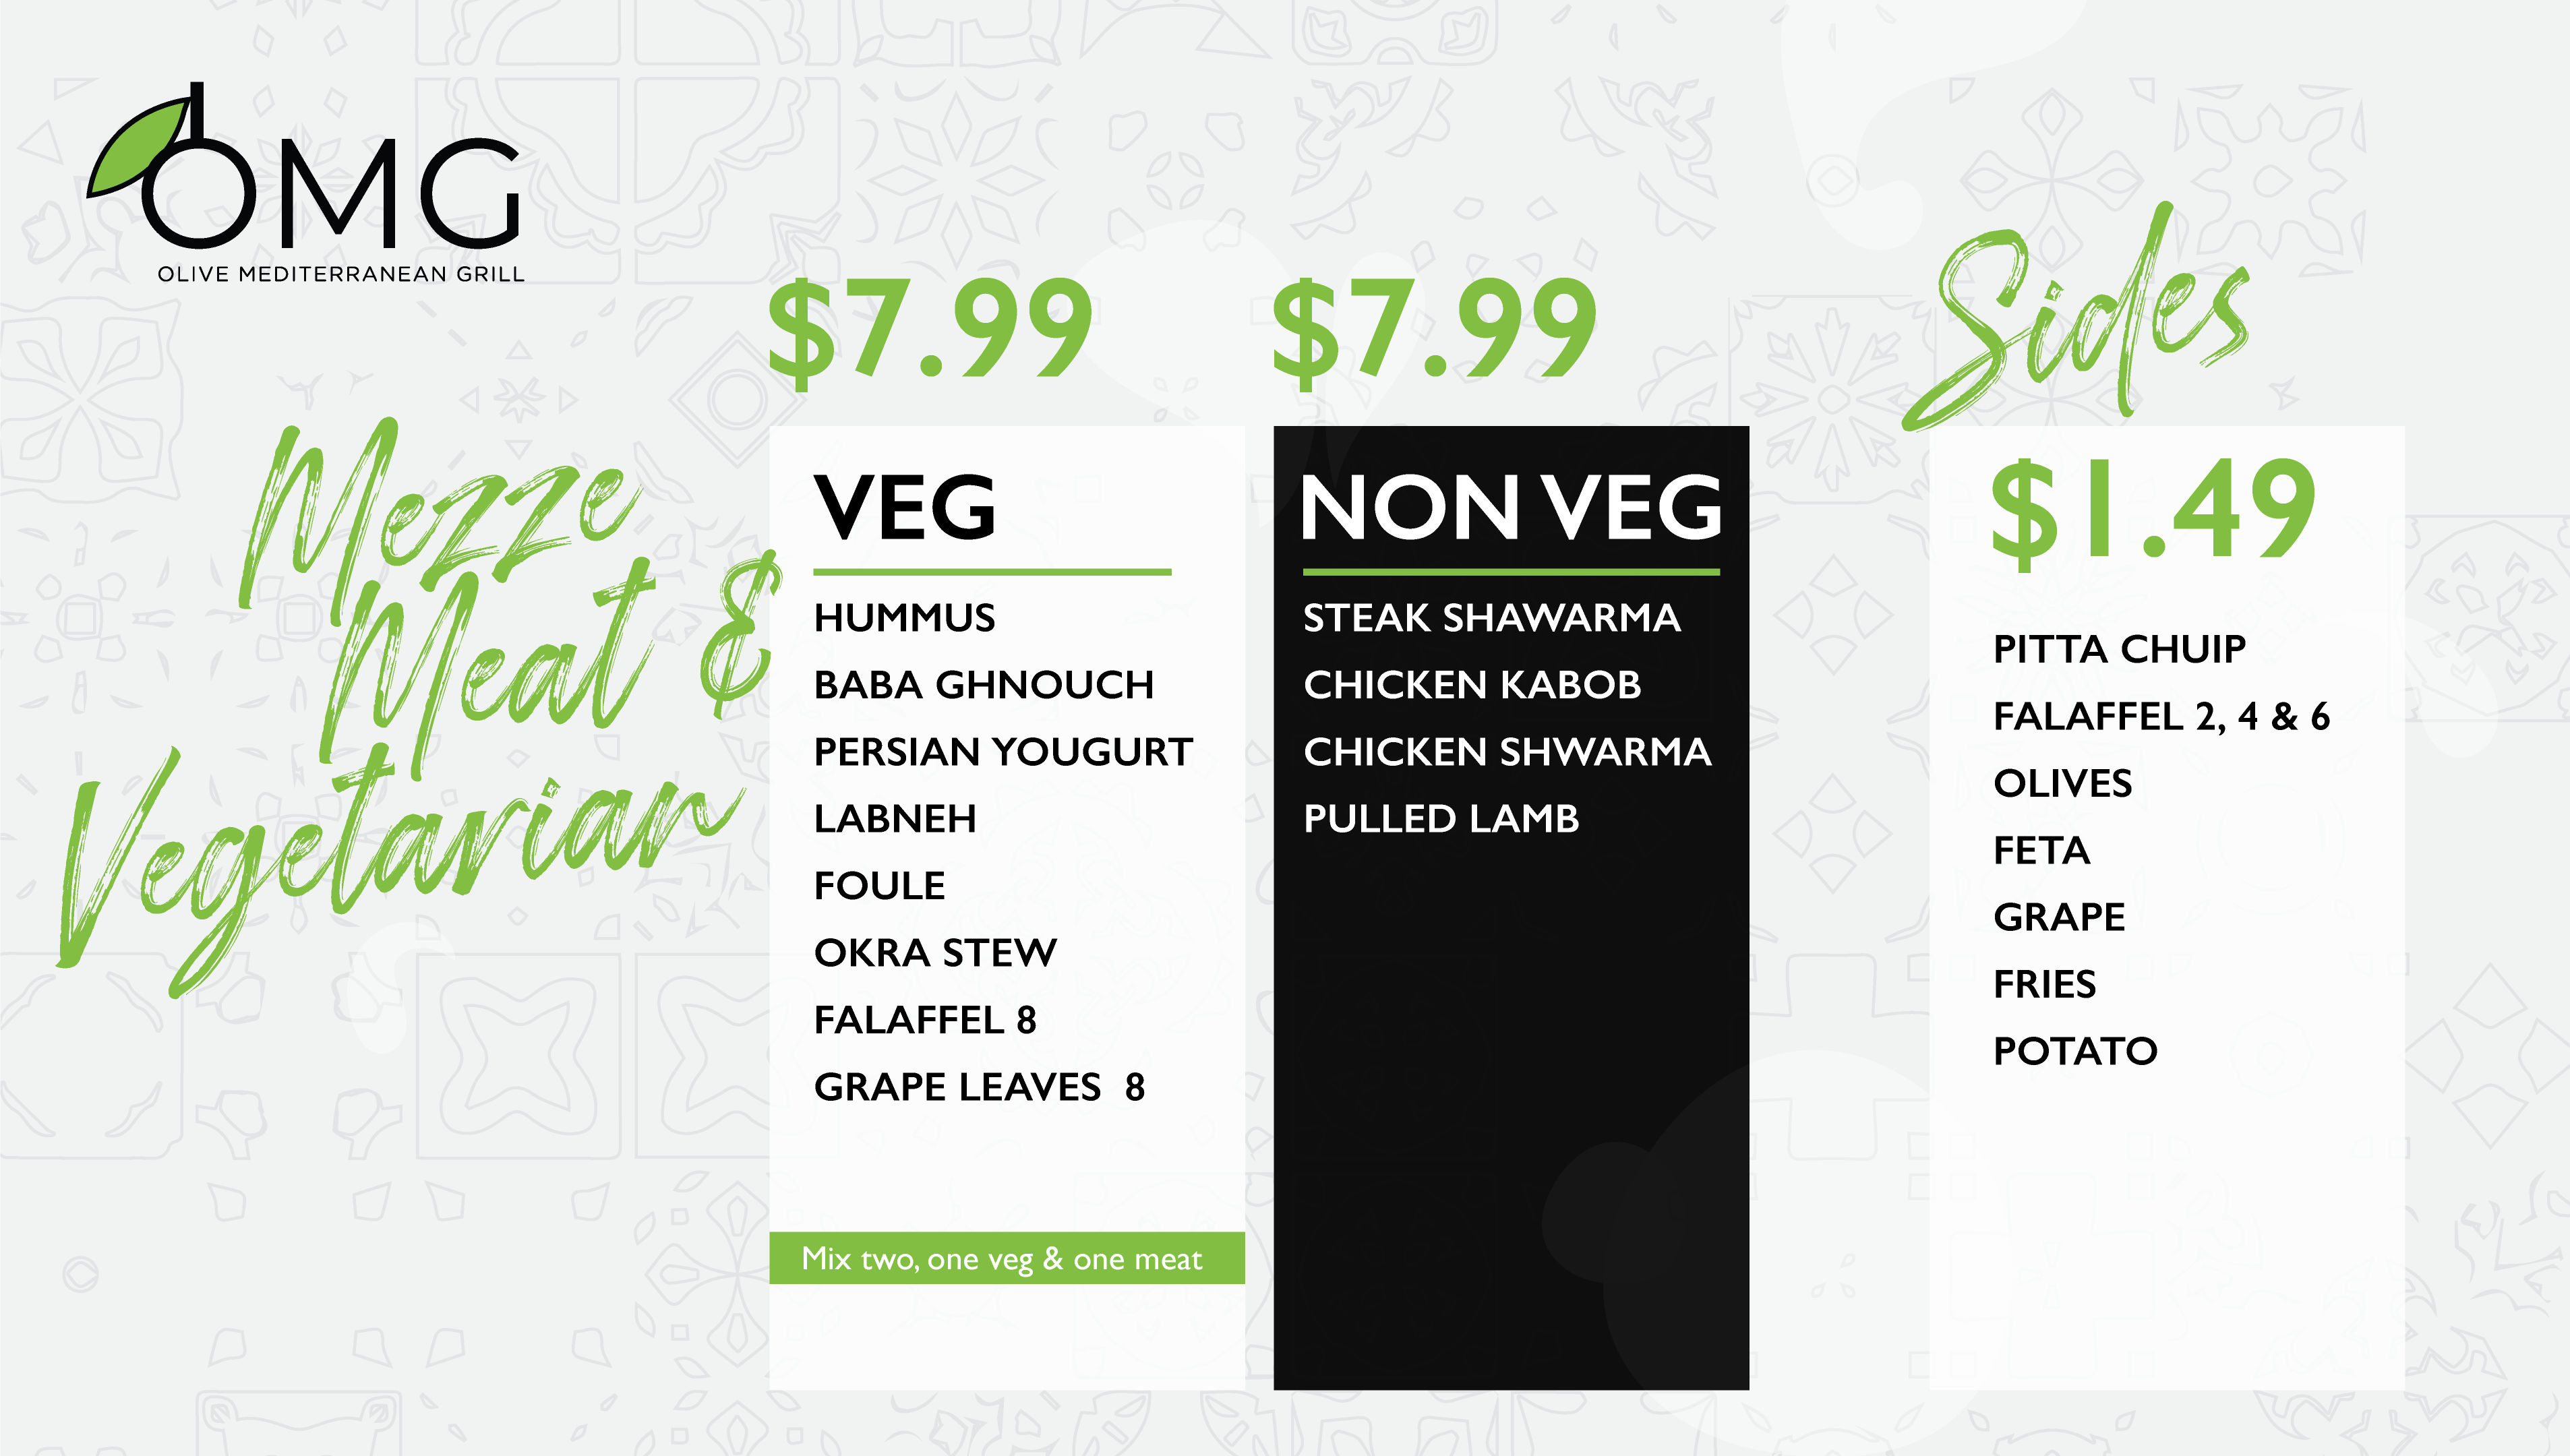 OMG
OLIVE MEDITERRANEAN GRILL
Mezze
Meat &
Vegetarian
$7.99
VEG
HUMMUS
BABA GHNOUCH
PERSIAN YOUGURT
LABNEH
FOULE
OKRA STEW
FALAFFEL 8
GRAPE LEAVES 8
Mix two, one veg & one meat
$7.99
NON VEG
STEAK SHAWARMA
CHICKEN KABOB
CHICKEN SHWARMA
PULLED LAMB
Sides
$1.49
PITTA CHUIP
FALAFFEL 2, 4 & 6
OLIVES
FETA
GRAPE
FRIES
POTATO